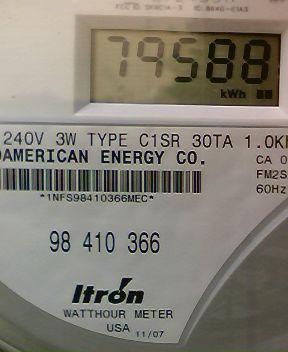 79588
kWh
240V 3W TYPE C1SR 30TA 1.0K
AMERICAN ENERGY CO.
CA 0
FM2S
60Hz
*1NFS98410366MEC*
98 410 366
Itron
WATTHOUR METER
USA 11/07